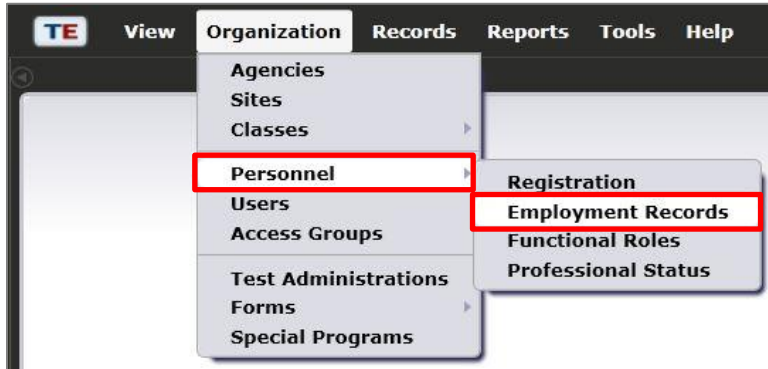 TE View Organization Records Reports Tools Help
Agencies
Sites
Classes
Personnel
Users
Access Groups
Test Administrations
Forms
Special Programs
Registration
Employment Records
Functional Roles
Professional Status